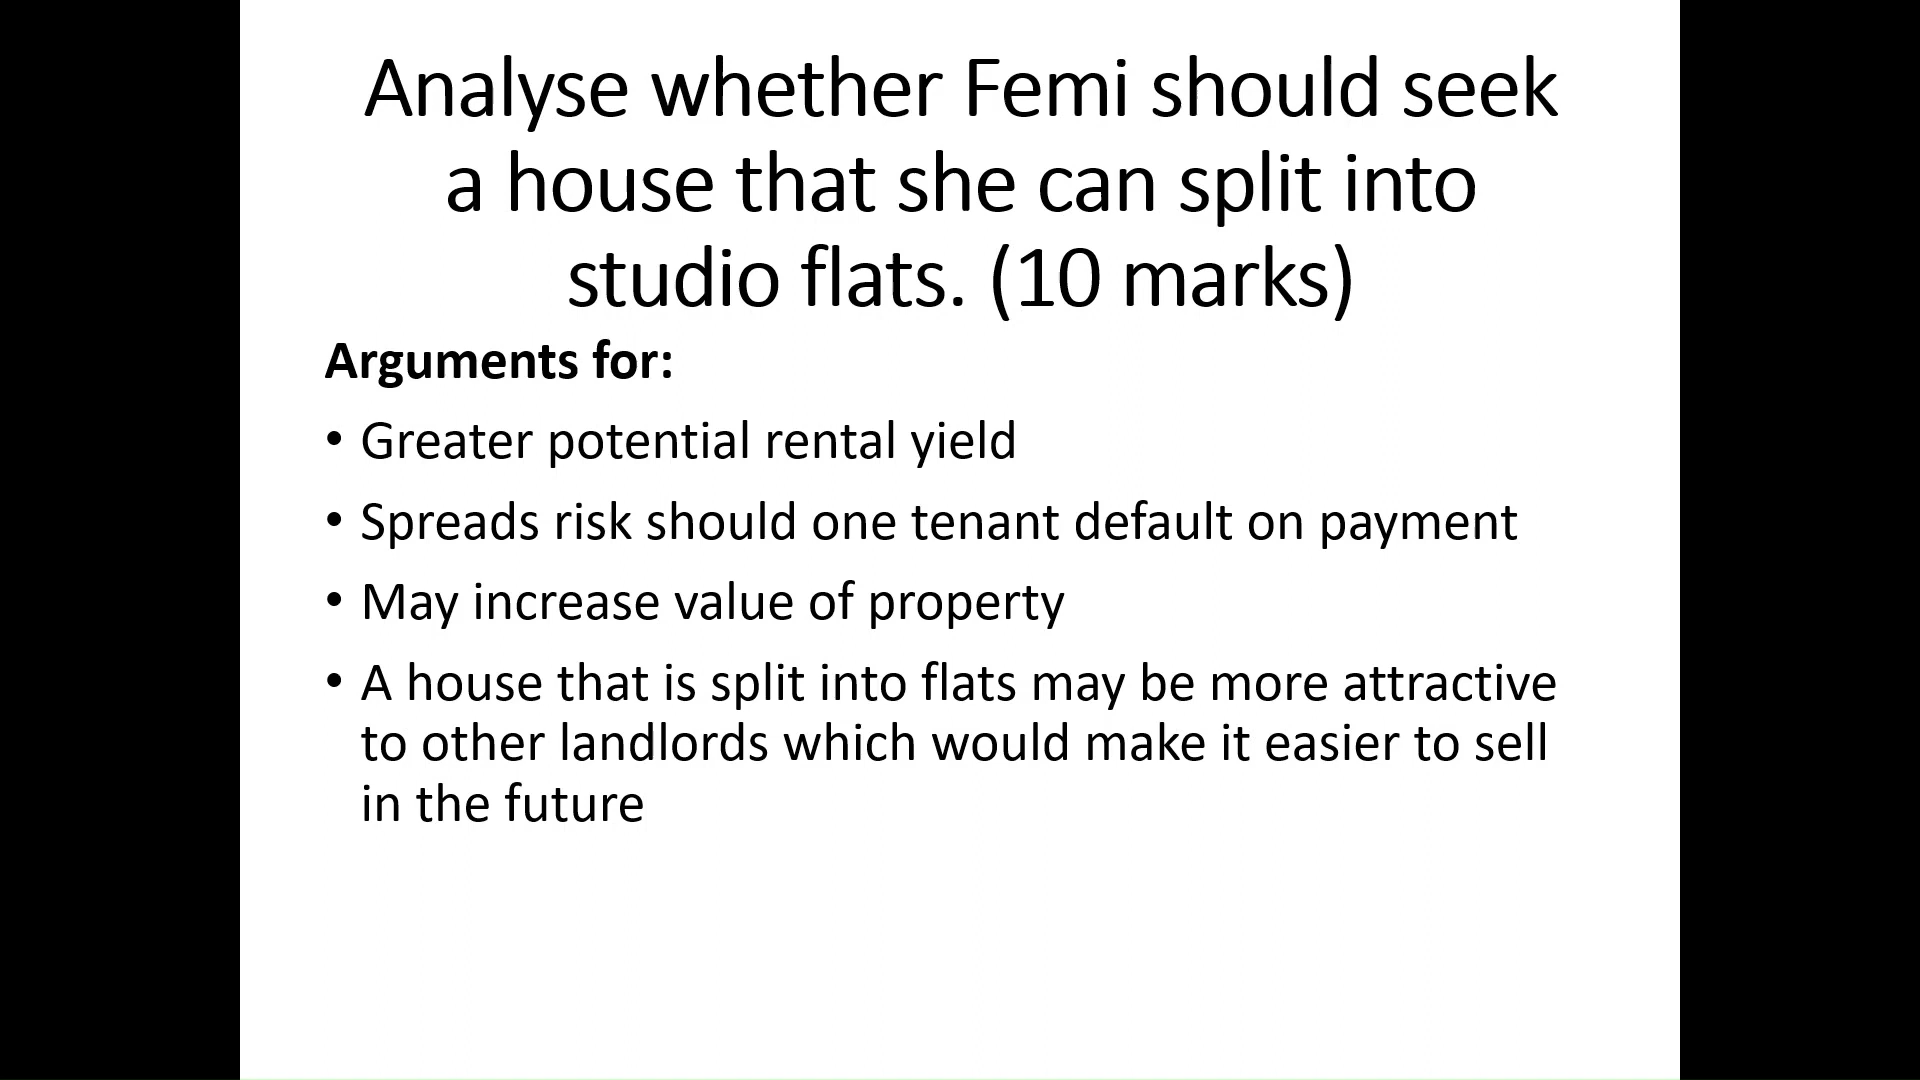 Analyse whether Femi should seek
a house that she can split into
studio flats. (10 marks)
Arguments for:
• Greater potential rental yield
• Spreads risk should one tenant default on payment
• May increase value of property
• A house that is split into flats may be more attractive
to other landlords which would make it easier to sell
in the future